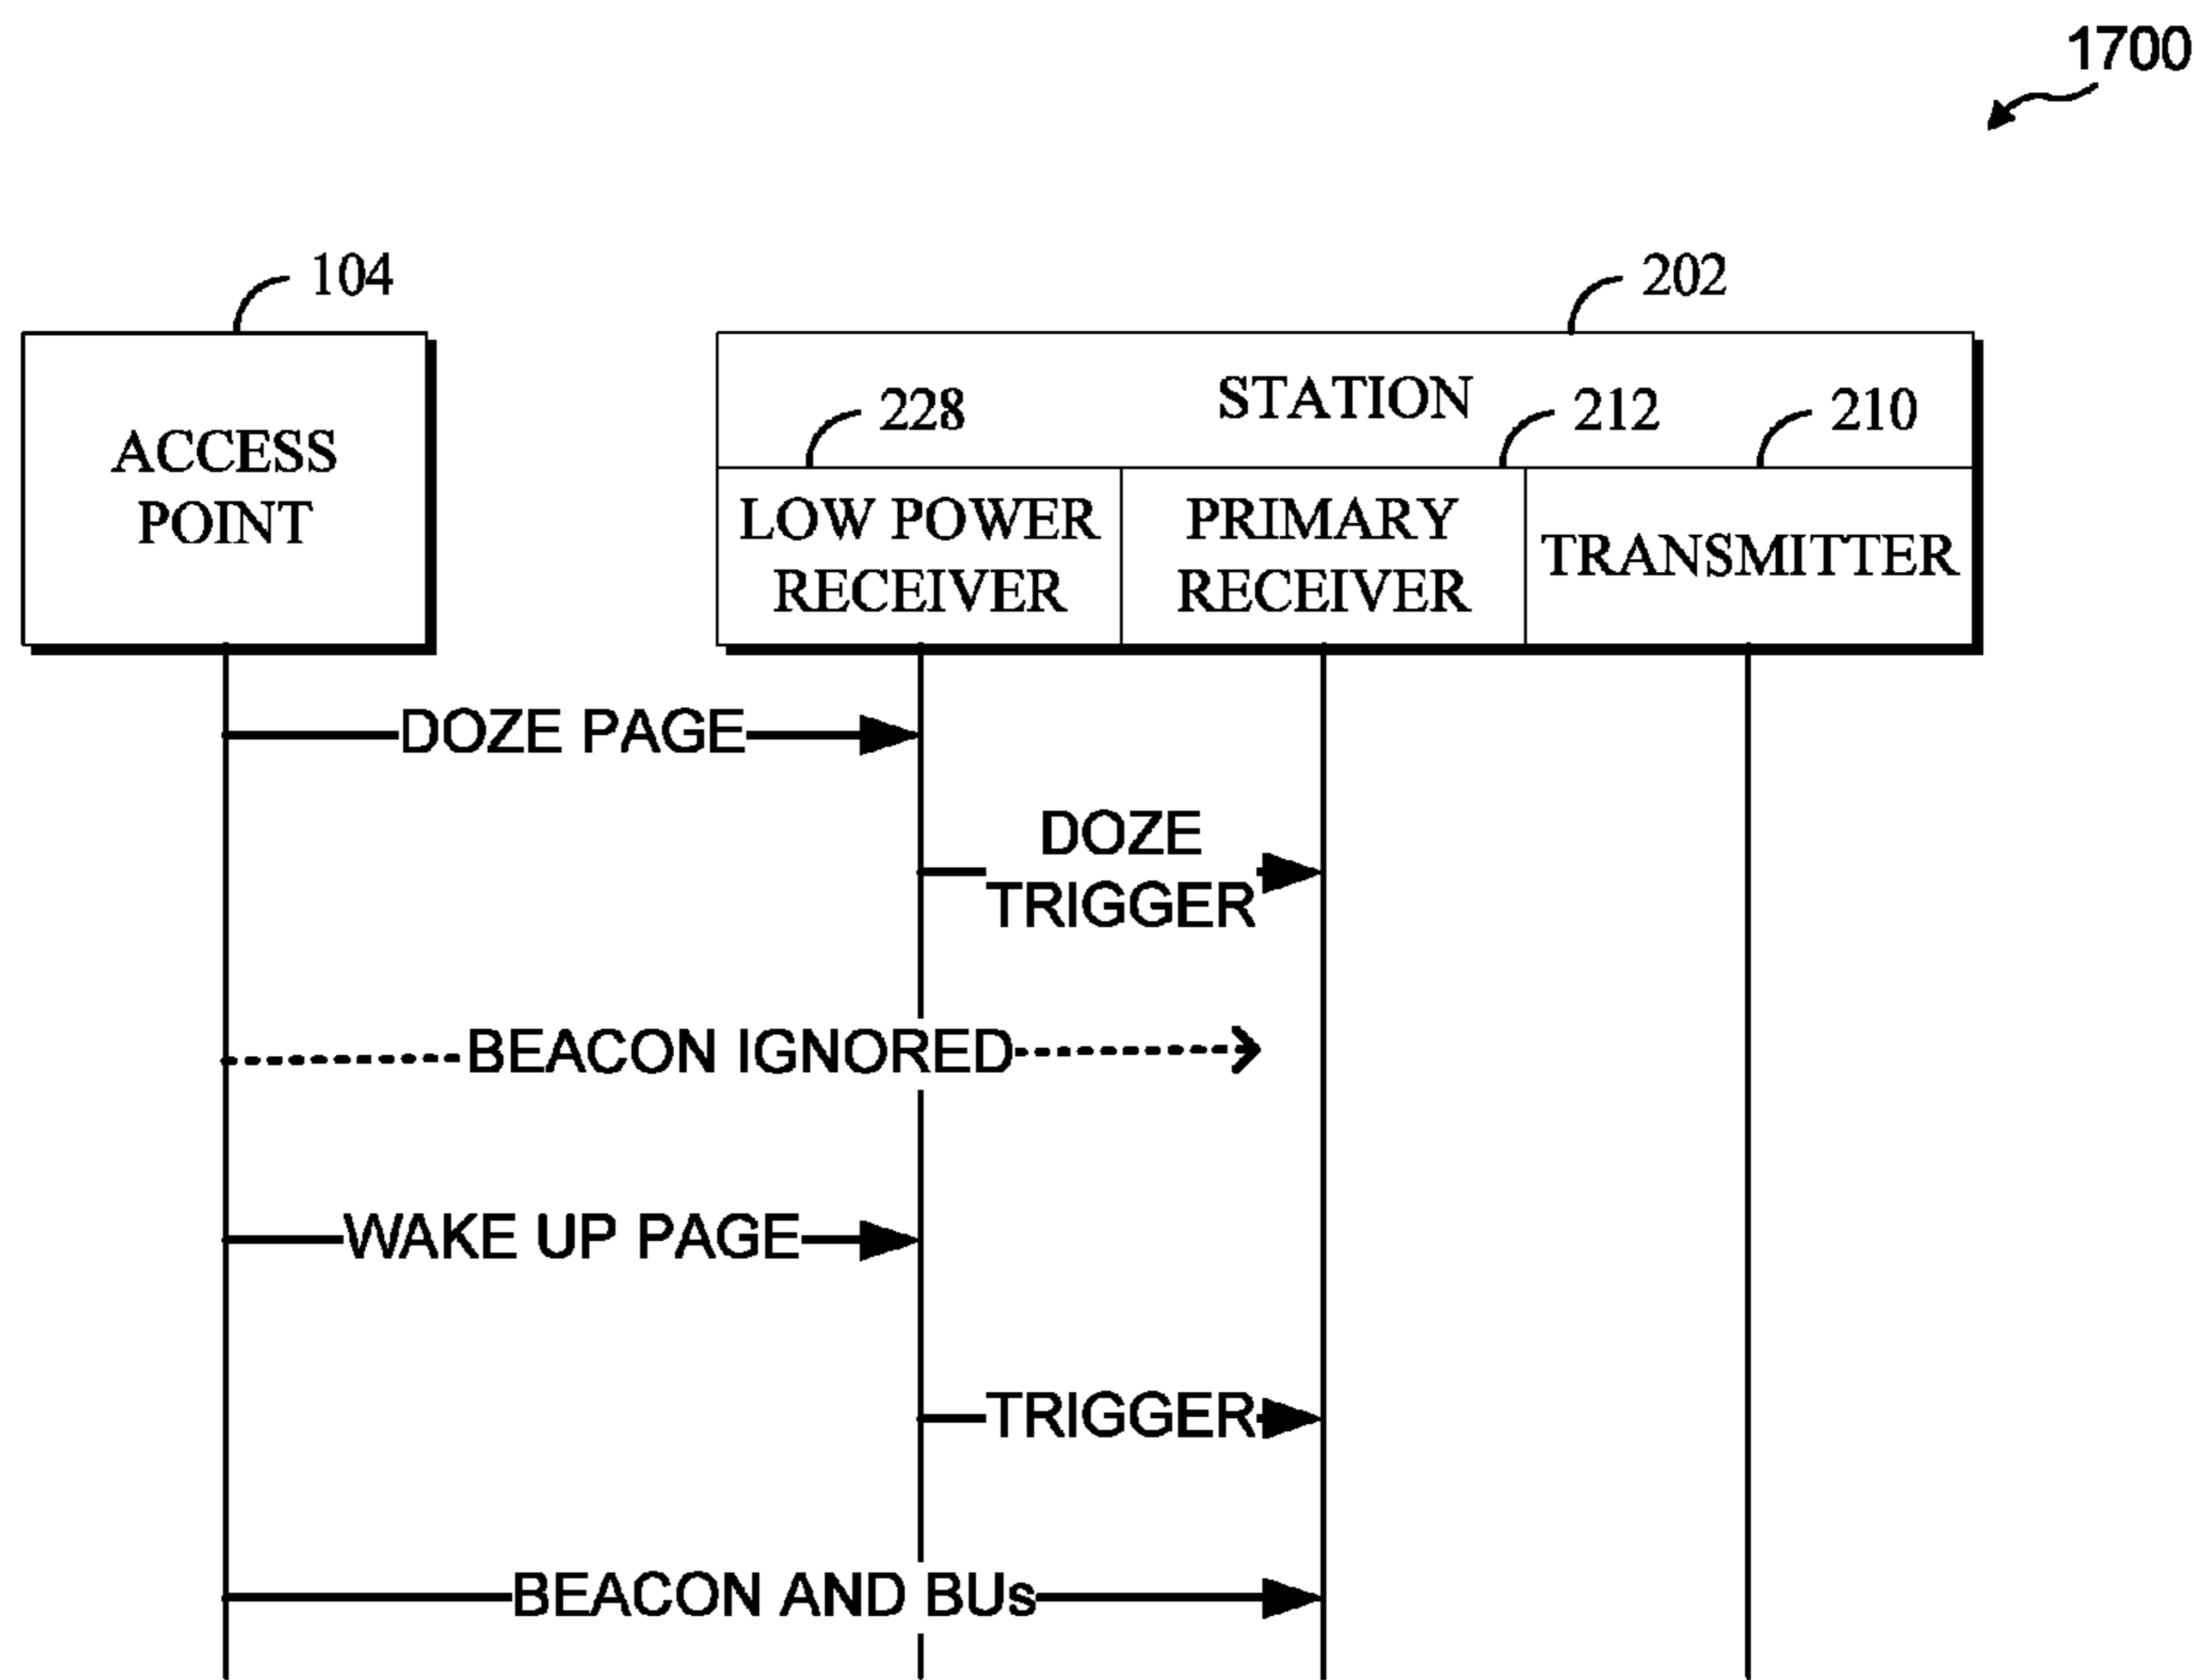 1700
104
202
ACCESS
POINT
STATION
228
212
210
LOW POWER
RECEIVER
PRIMARY
RECEIVER
TRANSMITTER
DOZE PAGE
DOZE
TRIGGER
BEACON IGNORED
WAKE UP PAGE
TRIGGER
BEACON AND BUs